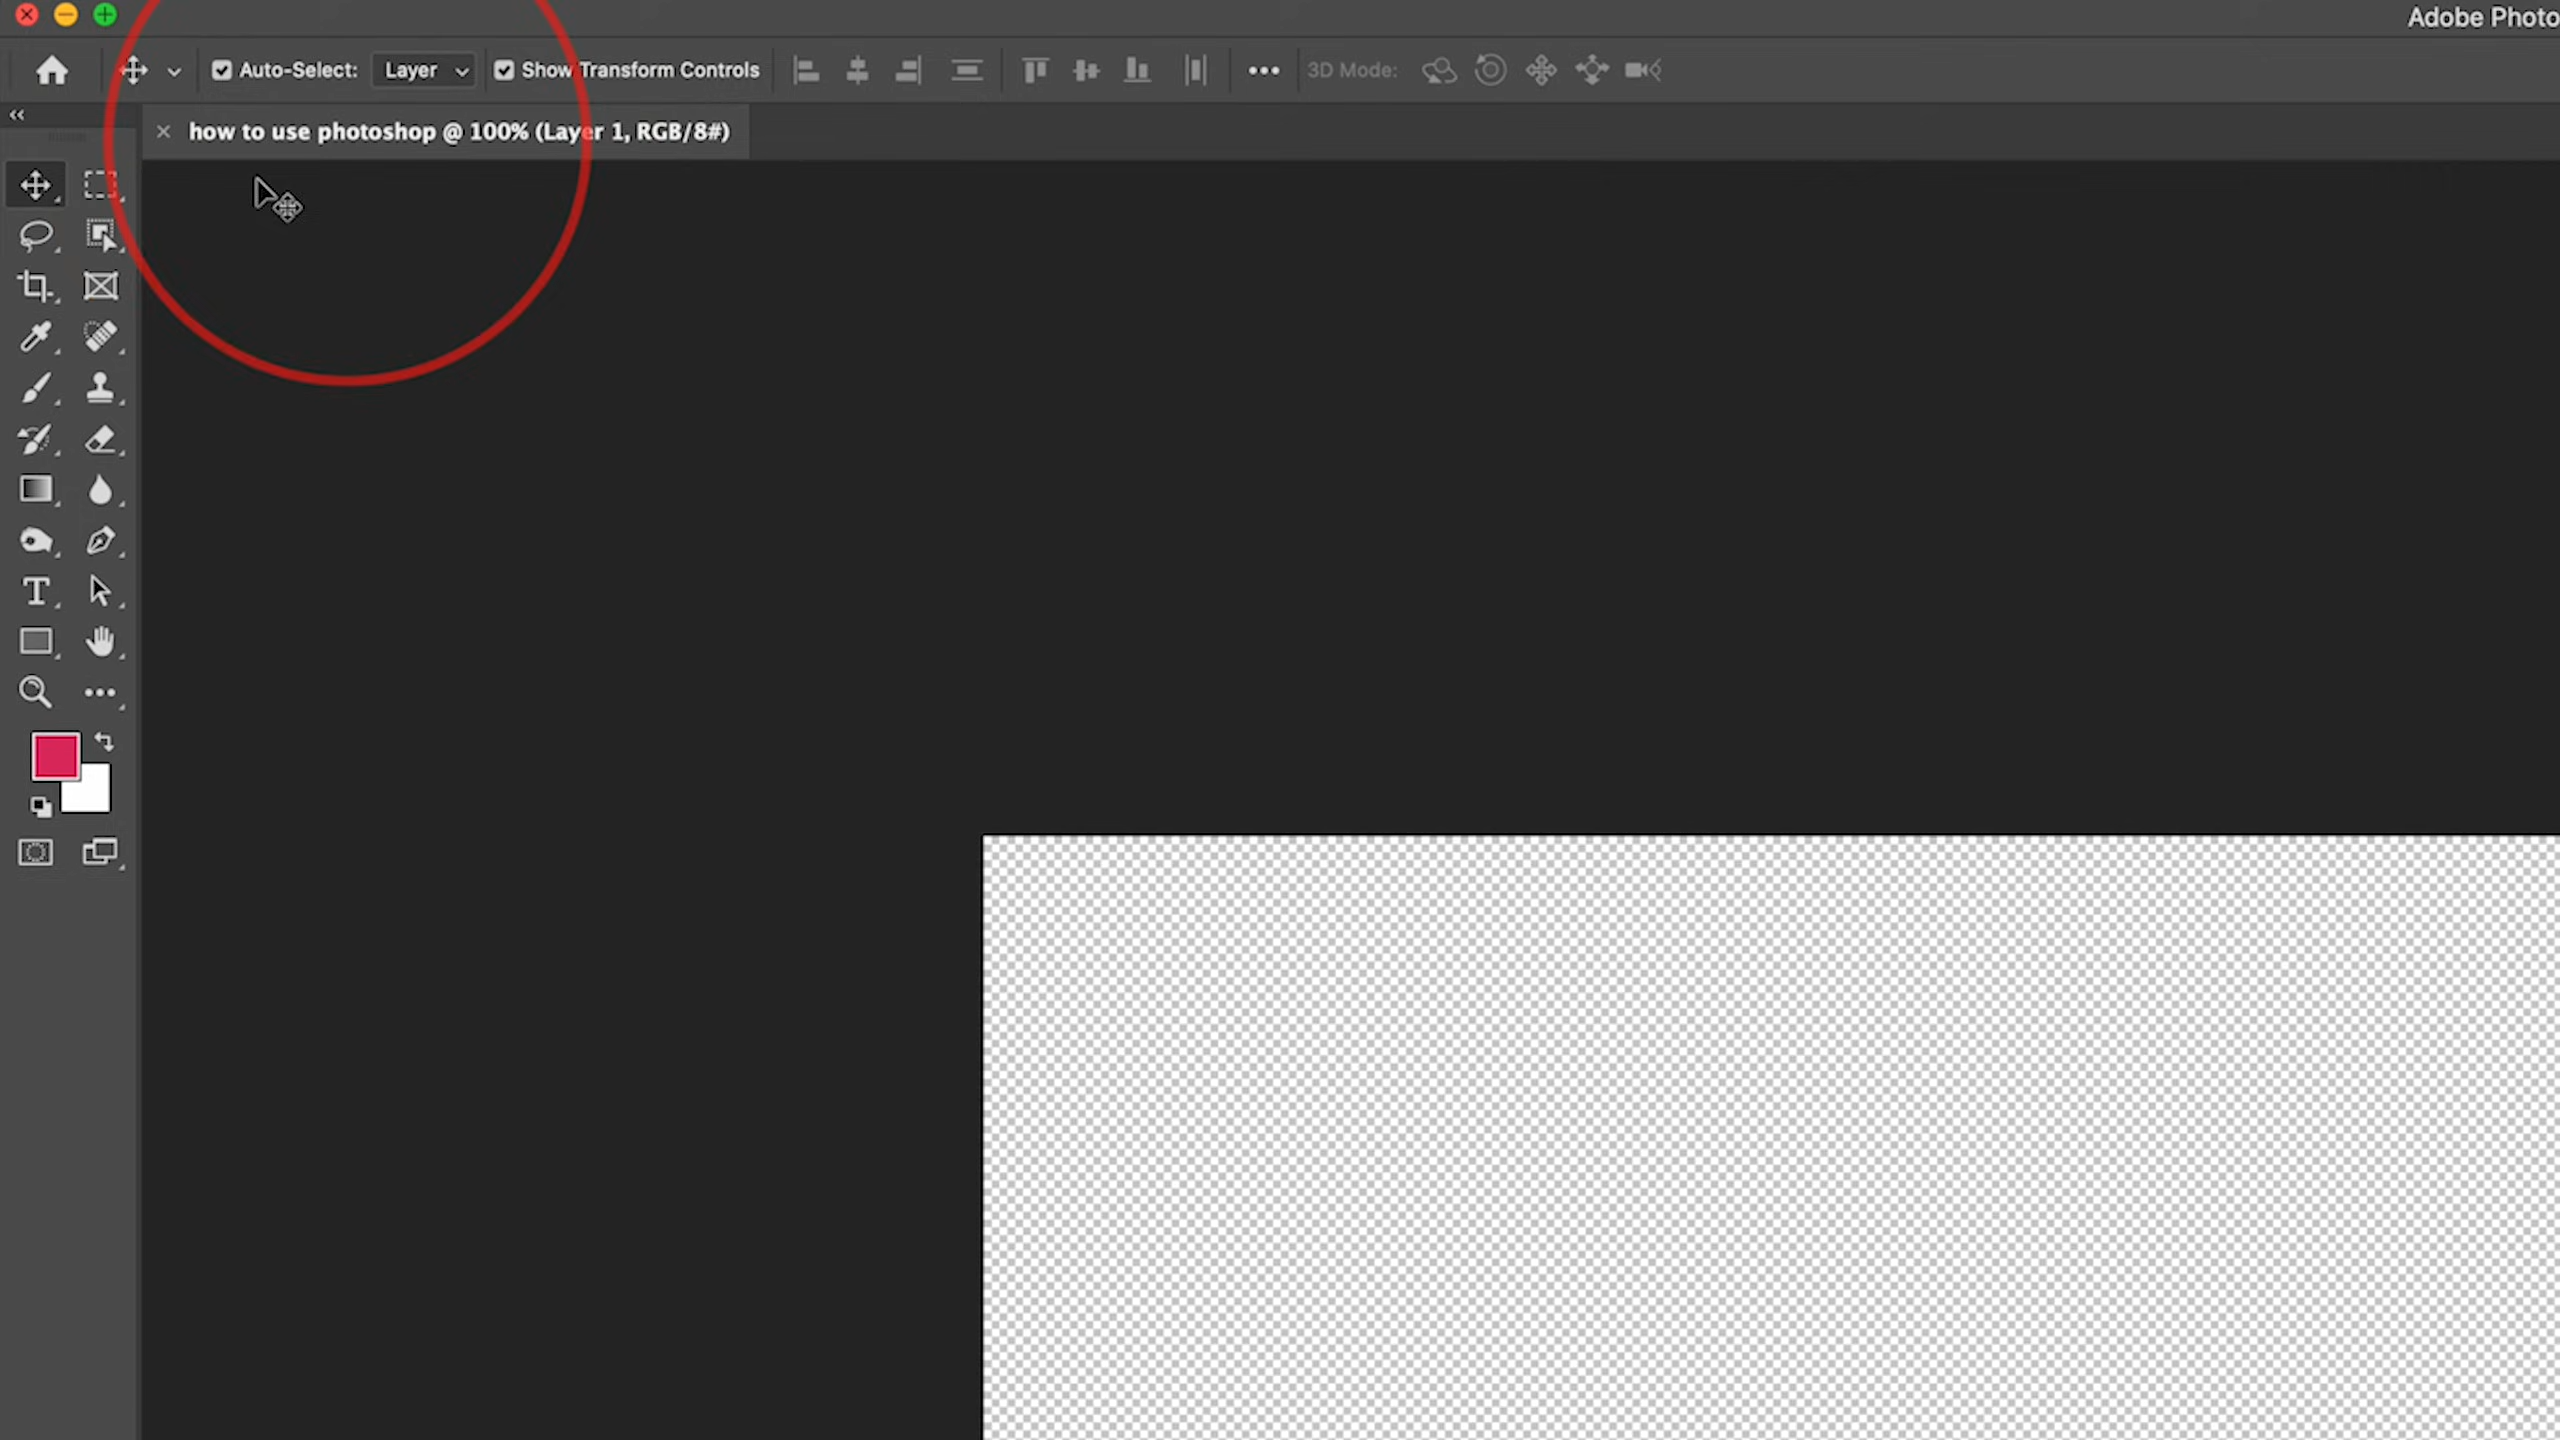 Adobe Photo
Auto-Select: Layer Show Transform Controls 3D Mode:
how to use photoshop @ 100% (Layer 1, RGB/8#)